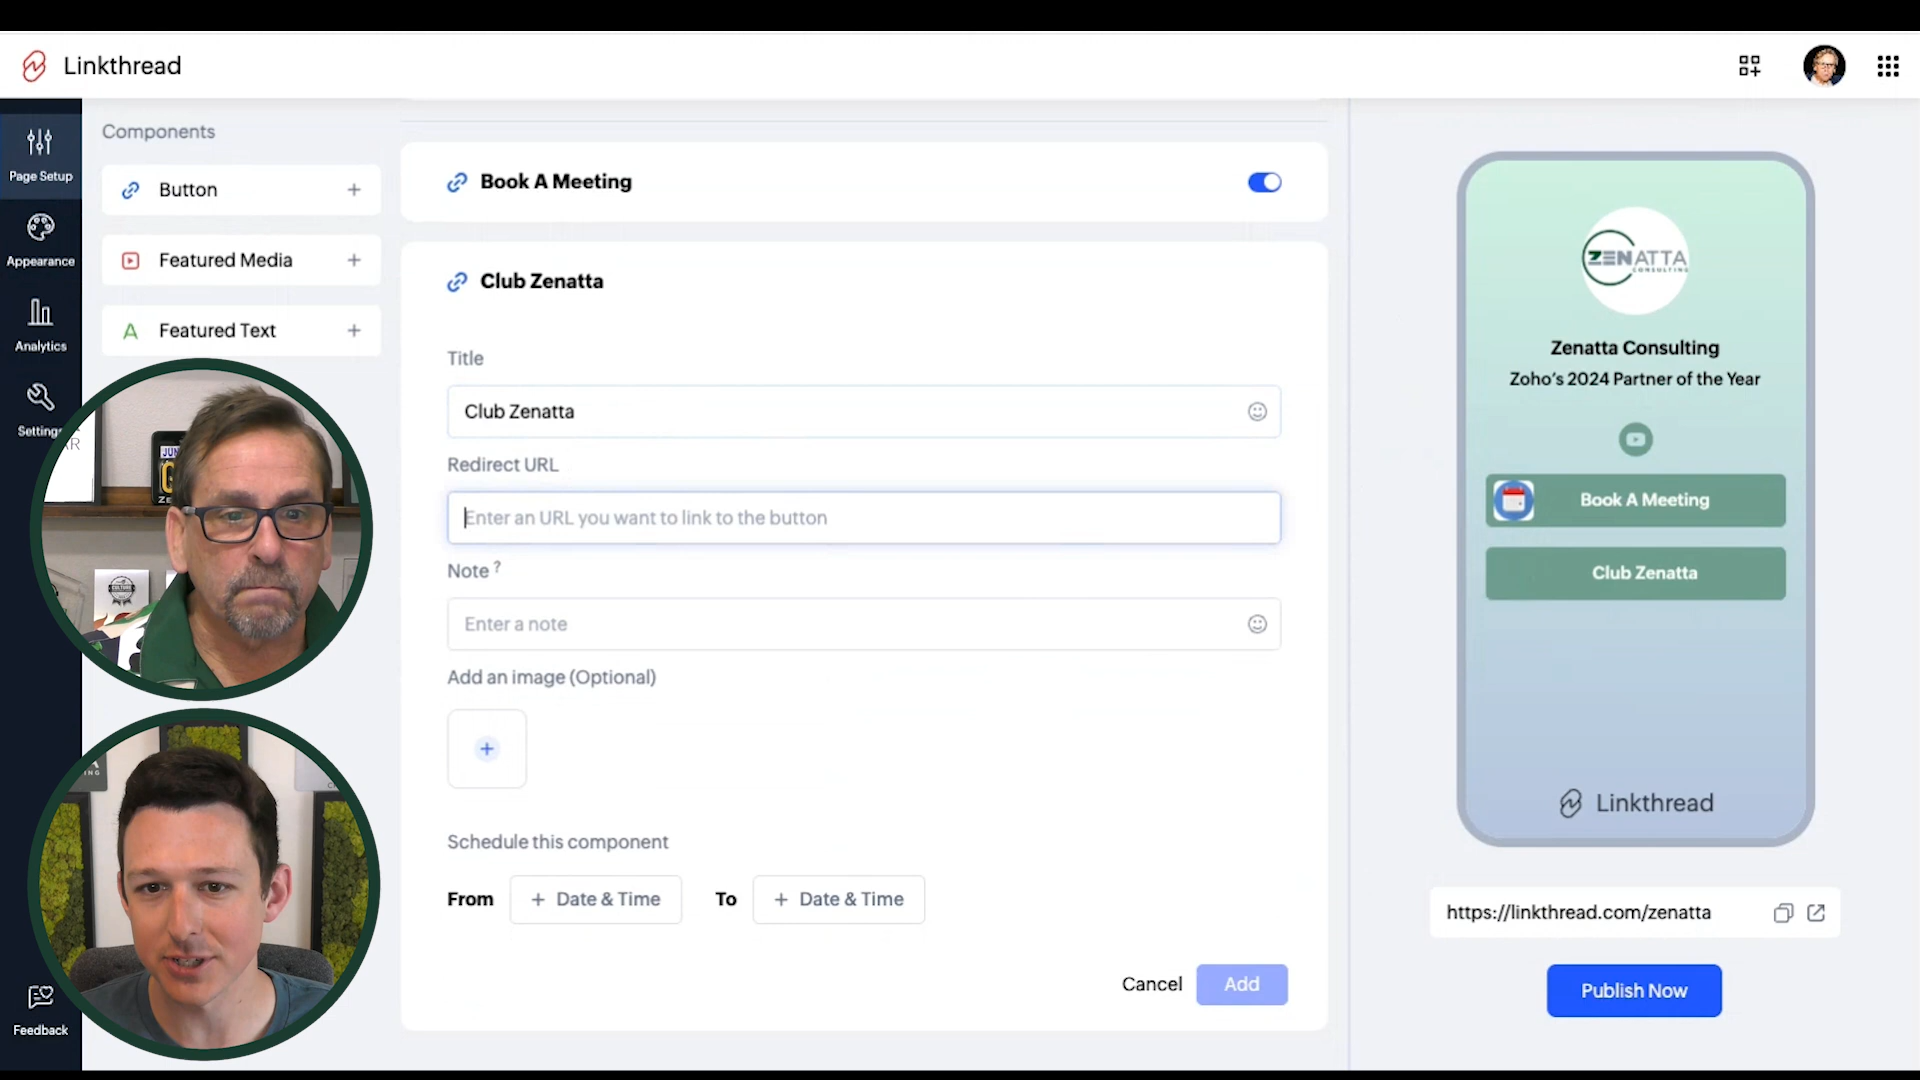 Linkthread
Page Setup
Appearance
Analytics
Settings
Feedback
Components
Button
Featured Media
Featured Text
Book A Meeting
Club Zenatta
Title
Club Zenatta
Redirect URL
Enter an URL you want to link to the button
Note ?
Enter a note
Add an image (Optional)
Schedule this component
From + Date & Time To + Date & Time
Cancel Add
ZENATTA
CONSULTING
Zenatta Consulting
Zoho's 2024 Partner of the Year
Book A Meeting
Club Zenatta
Linkthread
https://linkthread.com/zenatta
Publish Now
JUN
CULTURE